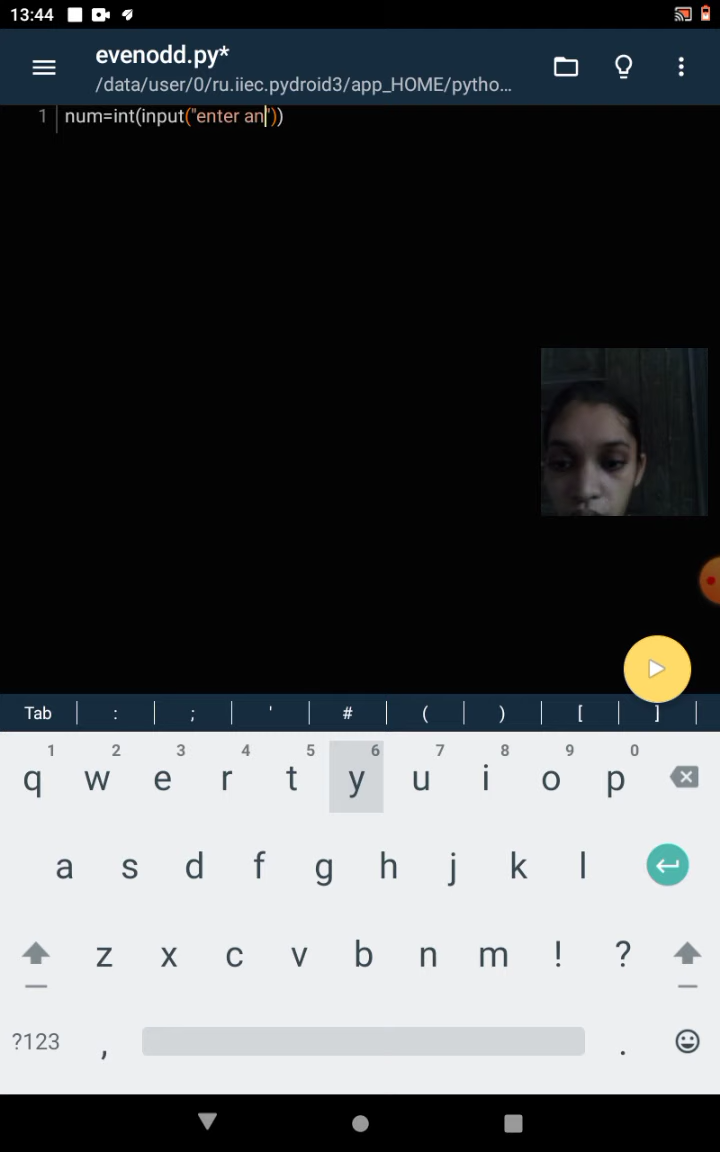 13:44
evenodd.py*
/data/user/0/ru.iiec.pydroid3/app_HOME/pytho...
1 num=int(input("enter an"))
Tab : ; ' # ( ) [ ]
1 2 3 4 5 6 7 8 9 0
q w e r t y u i o p
a s d f g h j k l
z x c v b n m ! ?
?123 , .